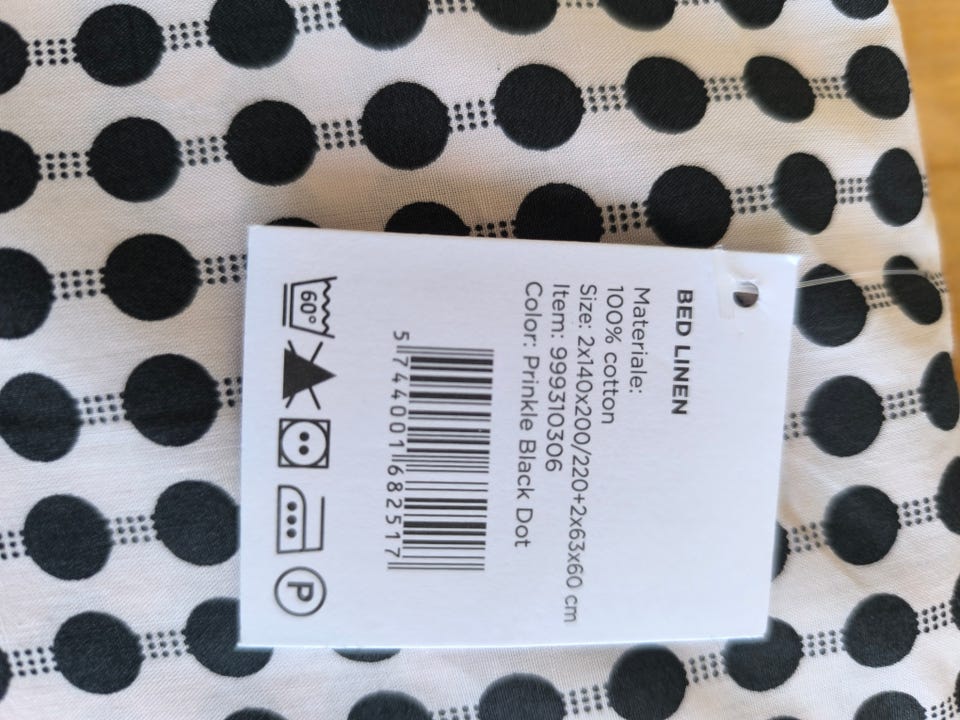 BED LINEN
Materiale:
100% cotton
Size: 2x140x200/220+2x63x60 cm
Item: 999310306
Color: Prinkle Black Dot
5 744001 682517
60°
P